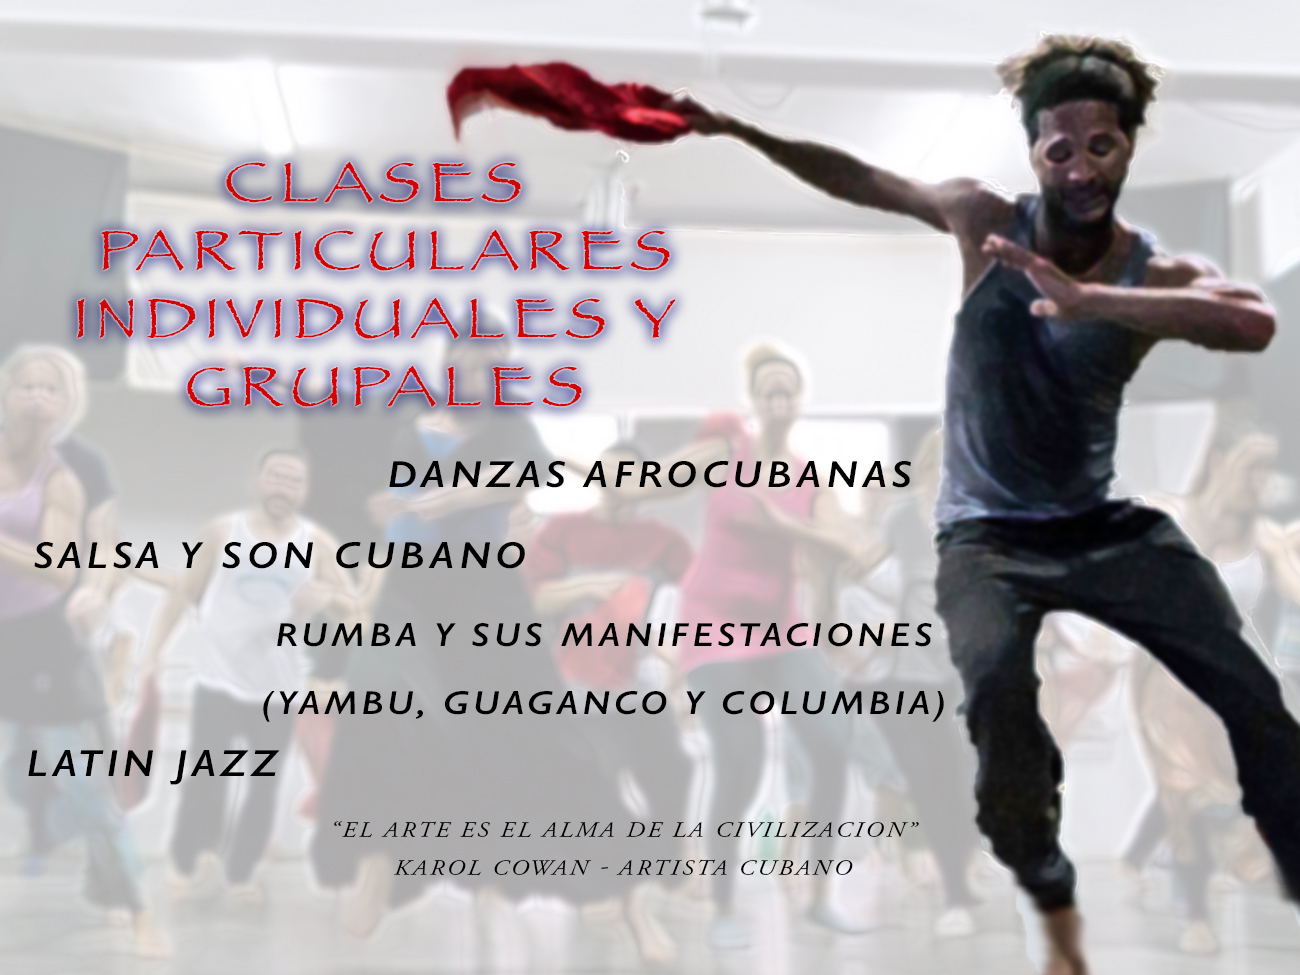 CLASES
PARTICULARES
INDIVIDUALES Y
GRUPALES
DANZAS AFROCUBANAS
SALSA Y SON CUBANO
RUMBA Y SUS MANIFESTACIONES
(YAMBU, GUAGANCO Y COLUMBIA)
LATIN JAZZ
“EL ARTE ES EL ALMA DE LA CIVILIZACION”
KAROL COWAN - ARTISTA CUBANO